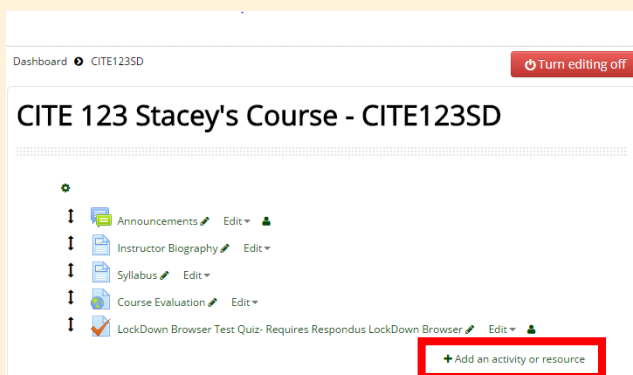 Dashboard CITE123SD
Turn editing off
CITE 123 Stacey's Course - CITE123SD
Announcements Edit
Instructor Biography Edit
Syllabus Edit
Course Evaluation Edit
LockDown Browser Test Quiz- Requires Respondus LockDown Browser Edit
+ Add an activity or resource